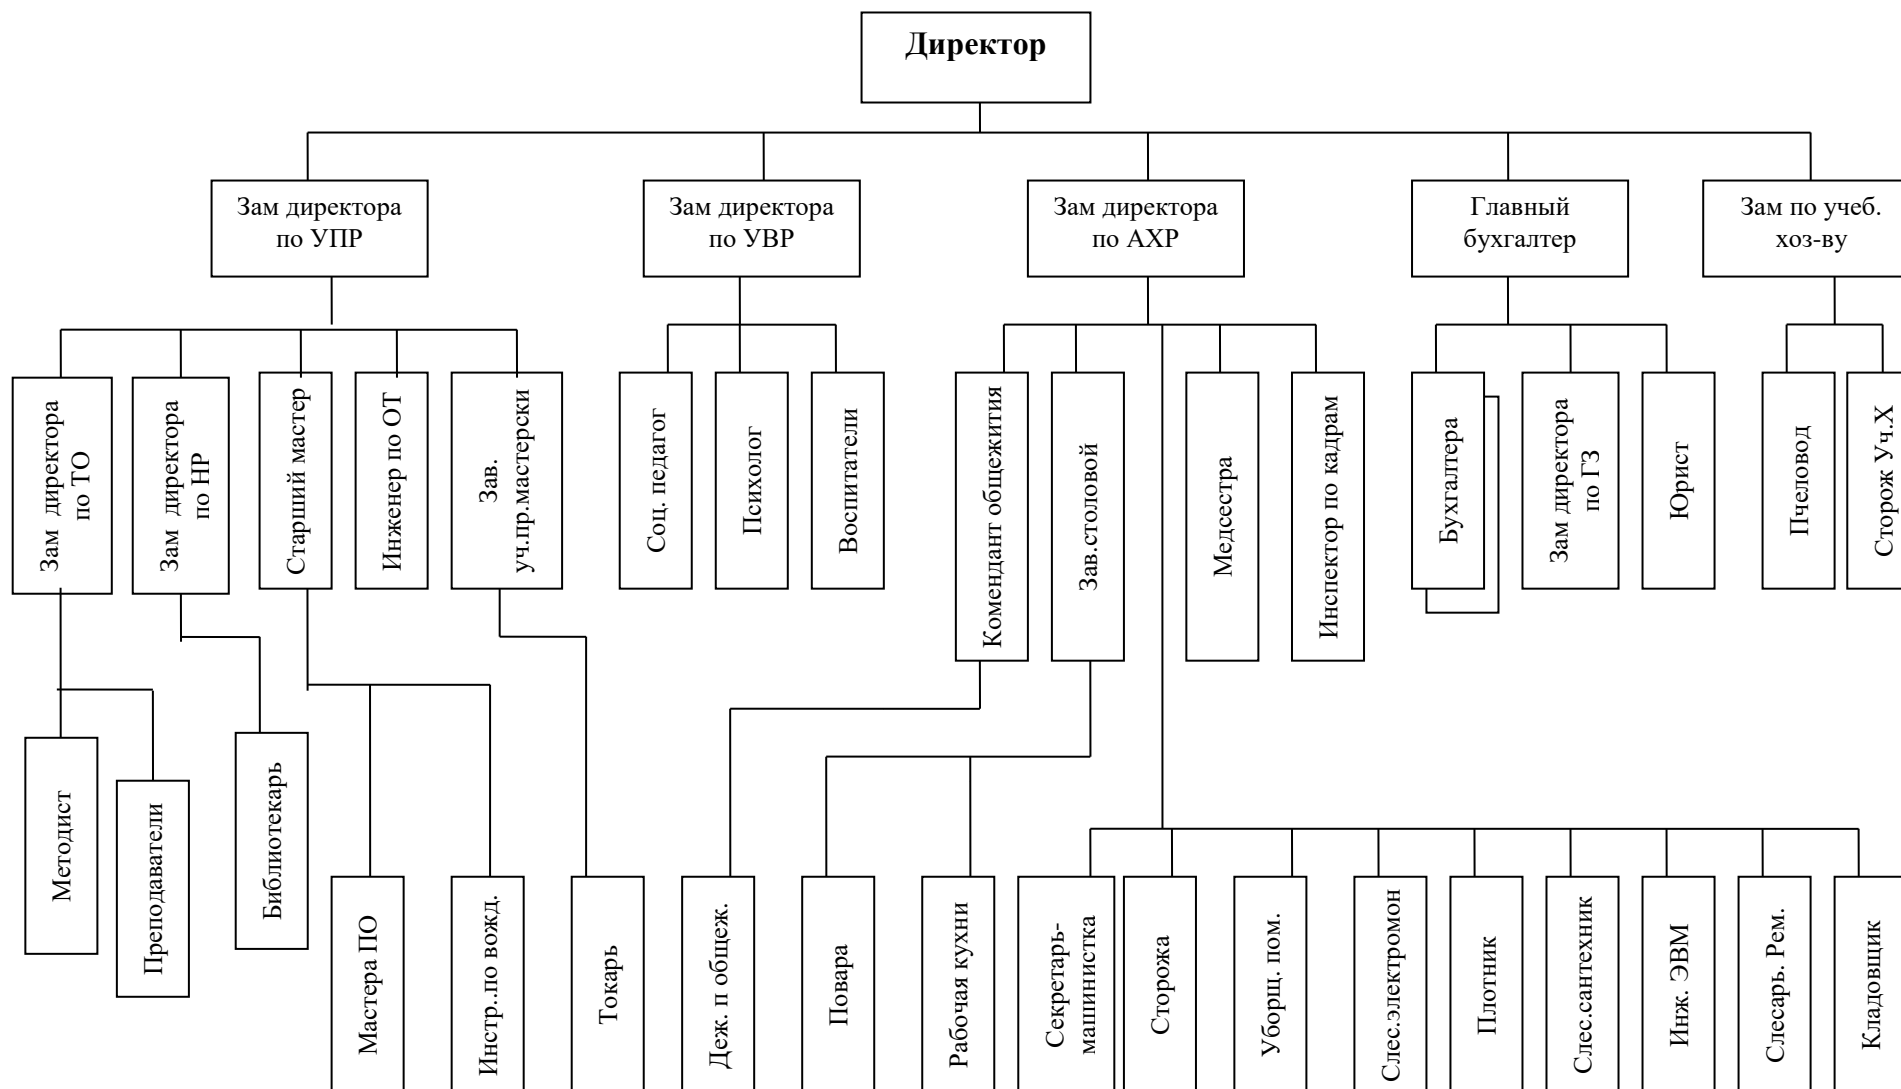 Директор
Зам директора
по УПР
Зам директора
по УВР
Зам директора
по АХР
Главный
бухгалтер
Зам по учеб.
хоз-ву
Зам директора
по ТО
Зам директора
по НР
Старший мастер
Инженер по ОТ
Зав.
уч.пр.мастерски
Соц. педагог
Психолог
Воспитатели
Комендант общежития
Зав.столовой
Медсестра
Инспектор по кадрам
Бухгалтера
Зам директора
по ГЗ
Юрист
Пчеловод
Сторож Уч.Х
Методист
Преподаватели
Библиотекарь
Мастера ПО
Инстр..по вожд.
Токарь
Деж. п общеж.
Повара
Рабочая кухни
Секретарь-
машинистка
Сторожа
Уборщ. пом.
Слес.электромон
Плотник
Слес.сантехник
Инж. ЭВМ
Слесарь. Рем.
Кладовщик